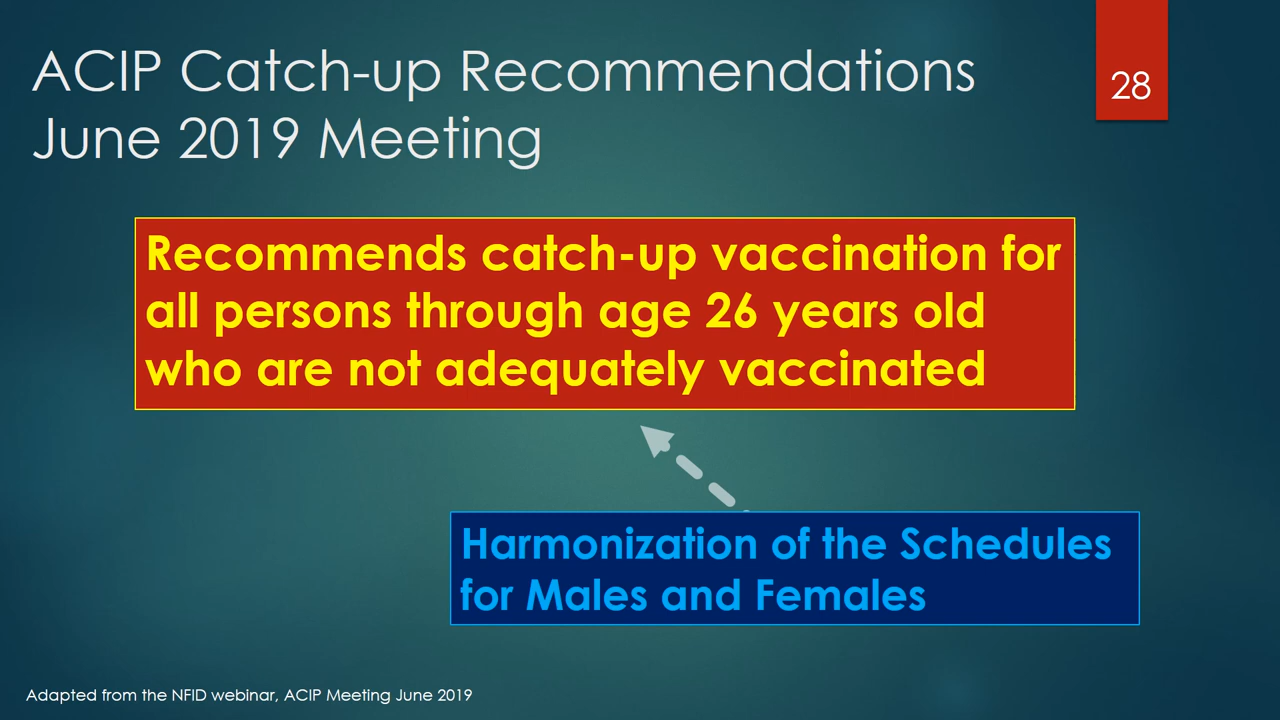 ACIP Catch-up Recommendations
June 2019 Meeting
28
Recommends catch-up vaccination for
all persons through age 26 years old
who are not adequately vaccinated
Harmonization of the Schedules
for Males and Females
Adapted from the NFID webinar, ACIP Meeting June 2019